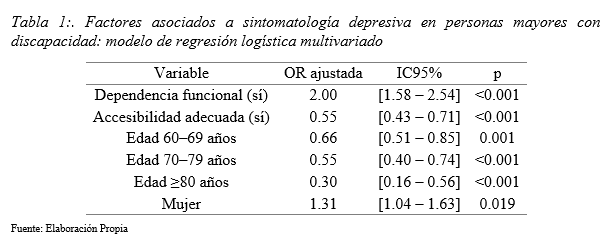 Tabla 1:. Factores asociados a sintomatología depresiva en personas mayores con
discapacidad: modelo de regresión logística multivariado
Variable OR ajustada IC95% p
Dependencia funcional (sí) 2.00 [1.58 – 2.54] <0.001
Accesibilidad adecuada (sí) 0.55 [0.43 – 0.71] <0.001
Edad 60–69 años 0.66 [0.51 – 0.85] 0.001
Edad 70–79 años 0.55 [0.40 – 0.74] <0.001
Edad ≥80 años 0.30 [0.16 – 0.56] <0.001
Mujer 1.31 [1.04 – 1.63] 0.019
Fuente: Elaboración Propia